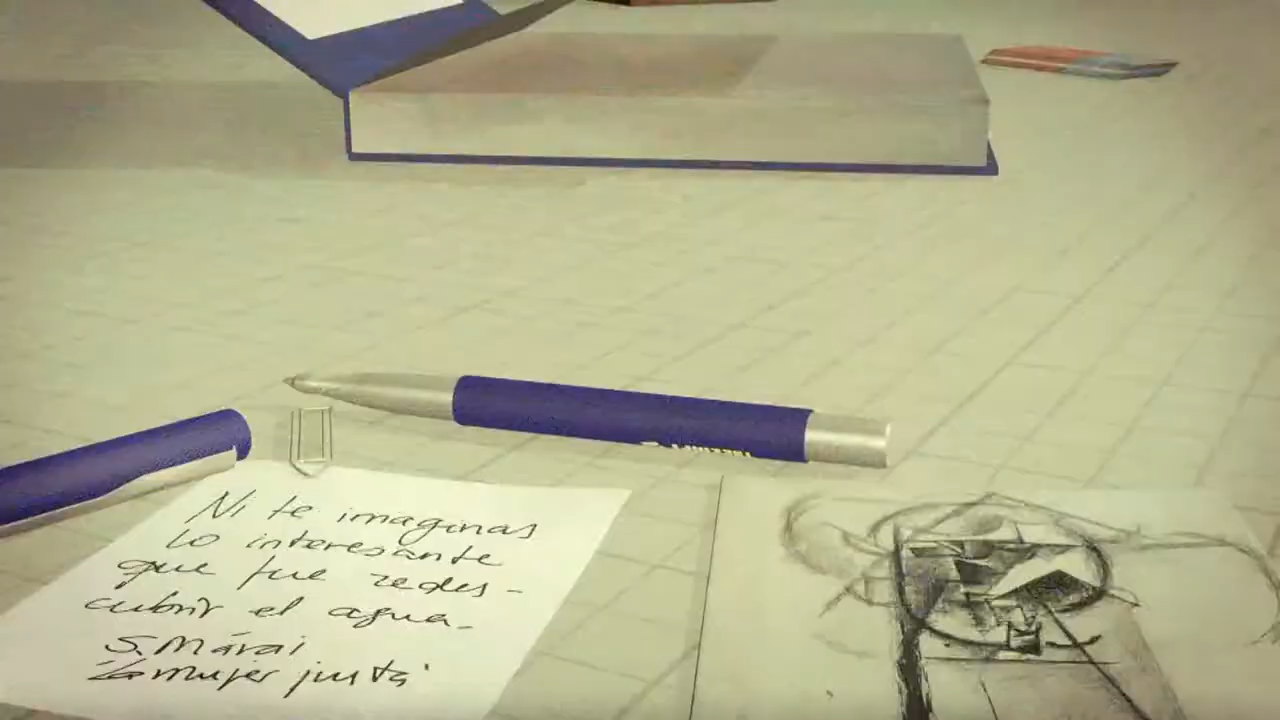 Ni te imaginas
lo interesante
que fue redes-
cubrir el agua.
S. Márai
"La mujer justa"